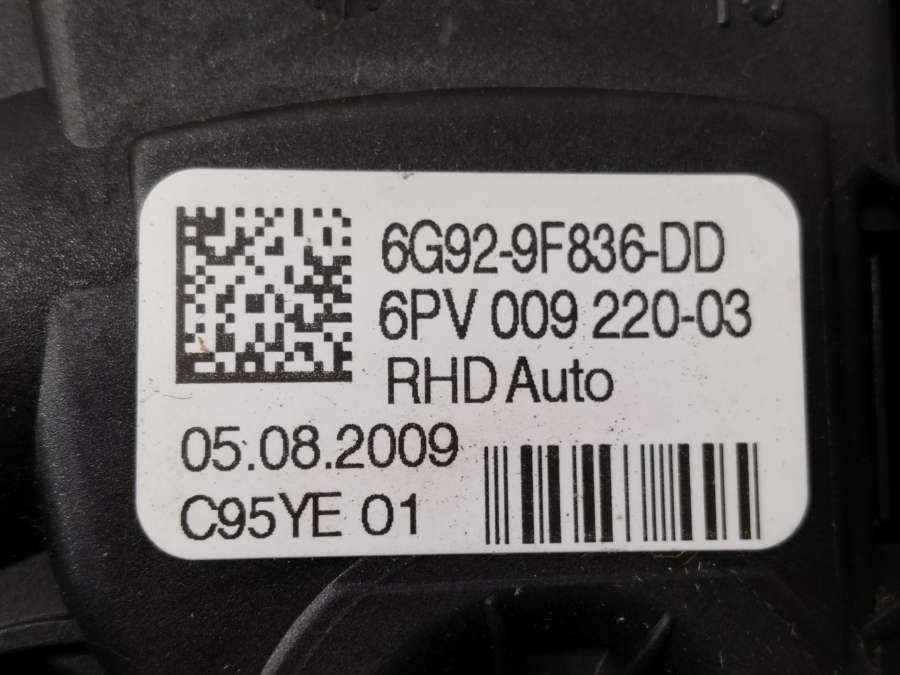 6G92-9F836-DD
6PV 009 220-03
RHD Auto
05.08.2009
C95YE 01